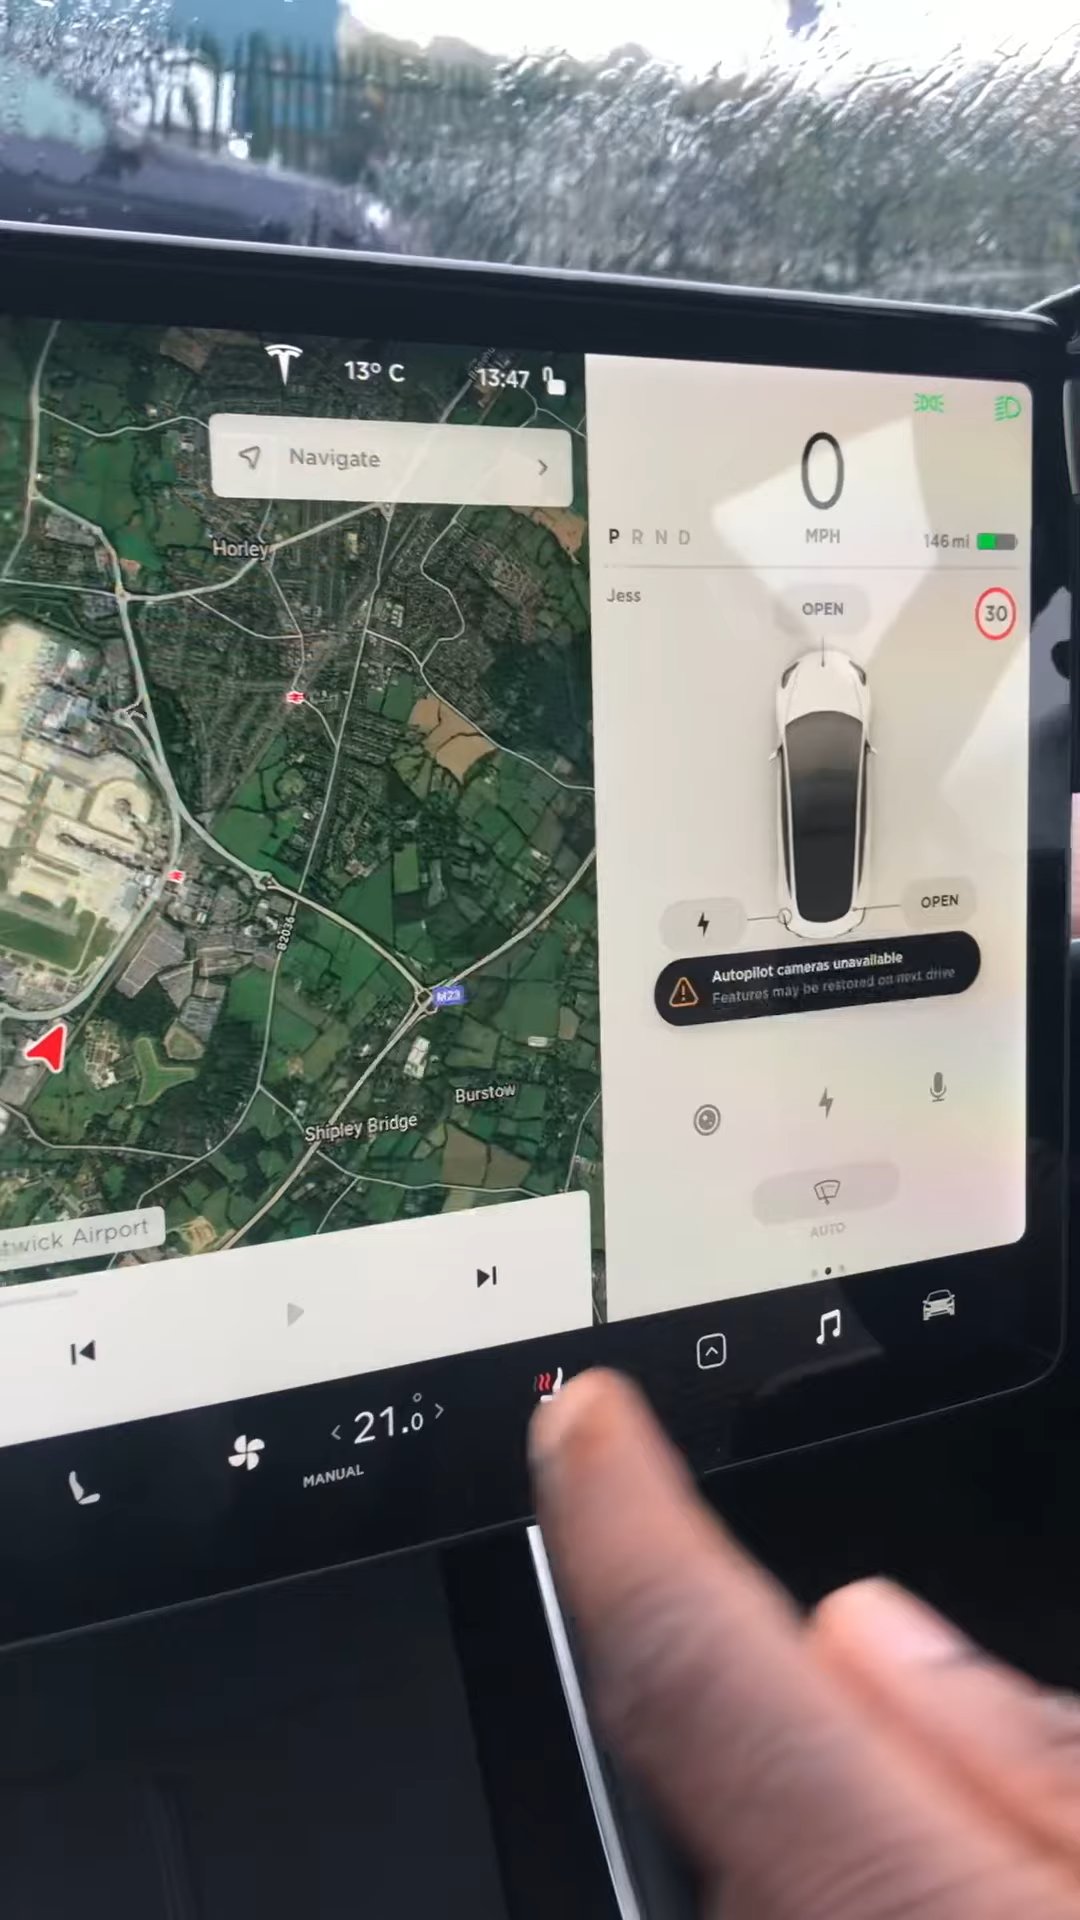 13° C
13:47
Navigate
Horley
B2036
M23
Burstow
Shipley Bridge
twick Airport
0
MPH
P R N D
146 mi
Jess
30
OPEN
OPEN
Autopilot cameras unavailable
Features may be restored on next drive
AUTO
21.0°
MANUAL